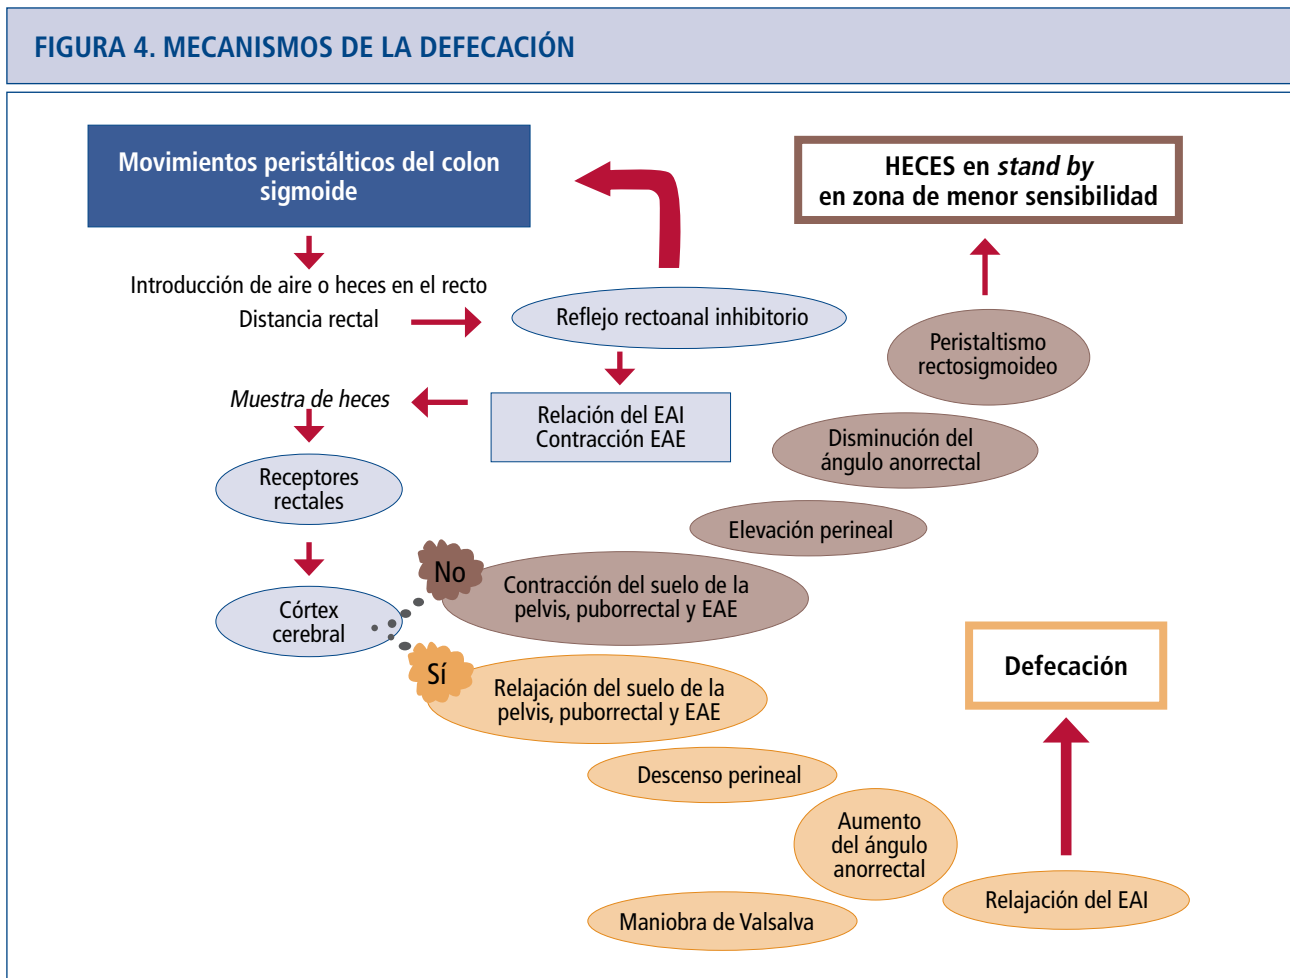 FIGURA 4. MECANISMOS DE LA DEFECACIÓN
Movimientos peristálticos del colon
sigmoide
HECES en stand by
en zona de menor sensibilidad
Introducción de aire o heces en el recto
Distancia rectal
Reflejo rectoanal inhibitorio
Peristaltismo
rectosigmoideo
Muestra de heces
Relación del EAI
Contracción EAE
Disminución del
ángulo anorrectal
Receptores
rectales
Elevación perineal
No
Contracción del suelo de la
pelvis, puborrectal y EAE
Córtex
cerebral
Sí
Relajación del suelo de la
pelvis, puborrectal y EAE
Defecación
Descenso perineal
Aumento
del ángulo
anorrectal
Relajación del EAI
Maniobra de Valsalva